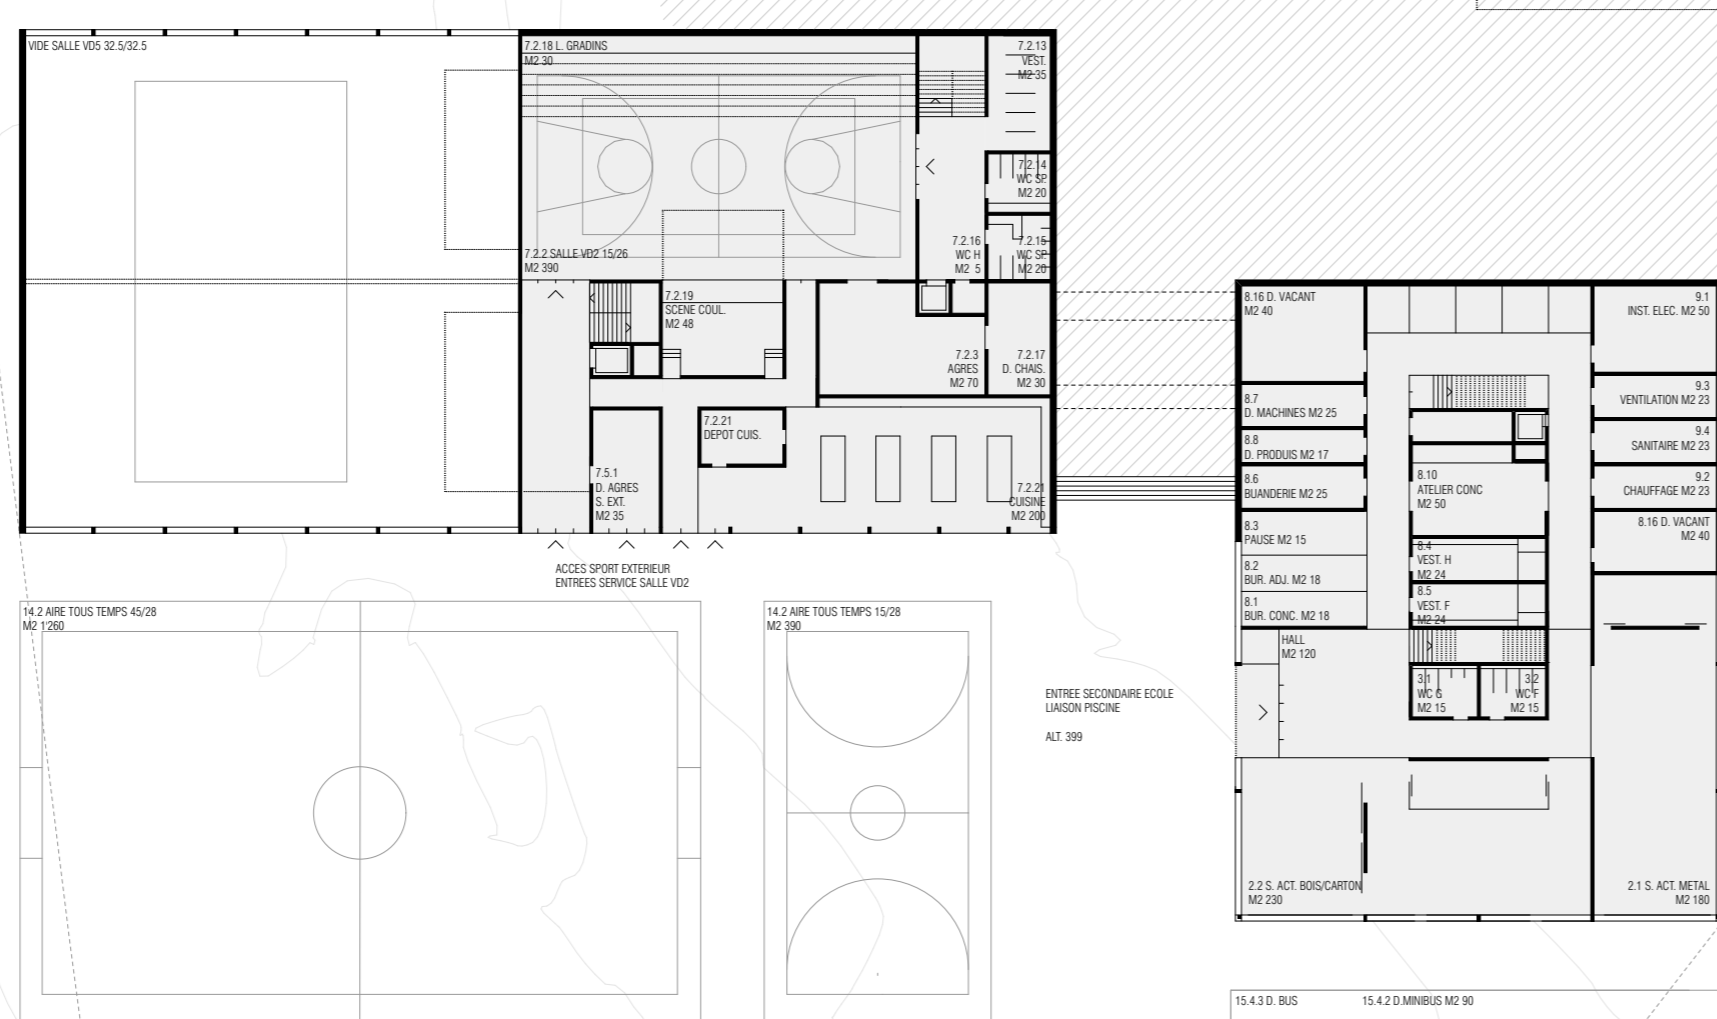 VIDE SALLE VD5 32.5/32.5
7.2.18 L. GRADINS
M2 30
7.2.13
VEST.
M2 35
7.2.14
WC SP.
M2 20
7.2.16
WC H
M2 5
7.2.15
WC SP.
M2 20
7.2.2 SALLE VD2 15/26
M2 390
7.2.19
SCENE COUL.
M2 48
7.2.3
AGRES
M2 70
7.2.17
D. CHAIS.
M2 30
7.2.21
DEPOT CUIS.
7.5.1
D. AGRES
S. EXT.
M2 35
7.2.21
CUISINE
M2 200
ACCES SPORT EXTERIEUR
ENTREES SERVICE SALLE VD2
14.2 AIRE TOUS TEMPS 45/28
M2 1'260
14.2 AIRE TOUS TEMPS 15/28
M2 390
ENTREE SECONDAIRE ECOLE
LIAISON PISCINE
ALT. 399
8.16 D. VACANT
M2 40
9.1
INST. ELEC. M2 50
8.7
D. MACHINES M2 25
9.3
VENTILATION M2 23
8.8
D. PRODUIS M2 17
9.4
SANITAIRE M2 23
8.6
BUANDERIE M2 25
8.10
ATELIER CONC
M2 50
9.2
CHAUFFAGE M2 23
8.3
PAUSE M2 15
8.16 D. VACANT
M2 40
8.2
BUR. ADJ. M2 18
8.4
VEST. H
M2 24
8.1
BUR. CONC. M2 18
8.5
VEST. F
M2 24
HALL
M2 120
3.1
WC G
M2 15
3.2
WC F
M2 15
2.2 S. ACT. BOIS/CARTON
M2 230
2.1 S. ACT. METAL
M2 180
15.4.3 D. BUS
15.4.2 D.MINIBUS M2 90